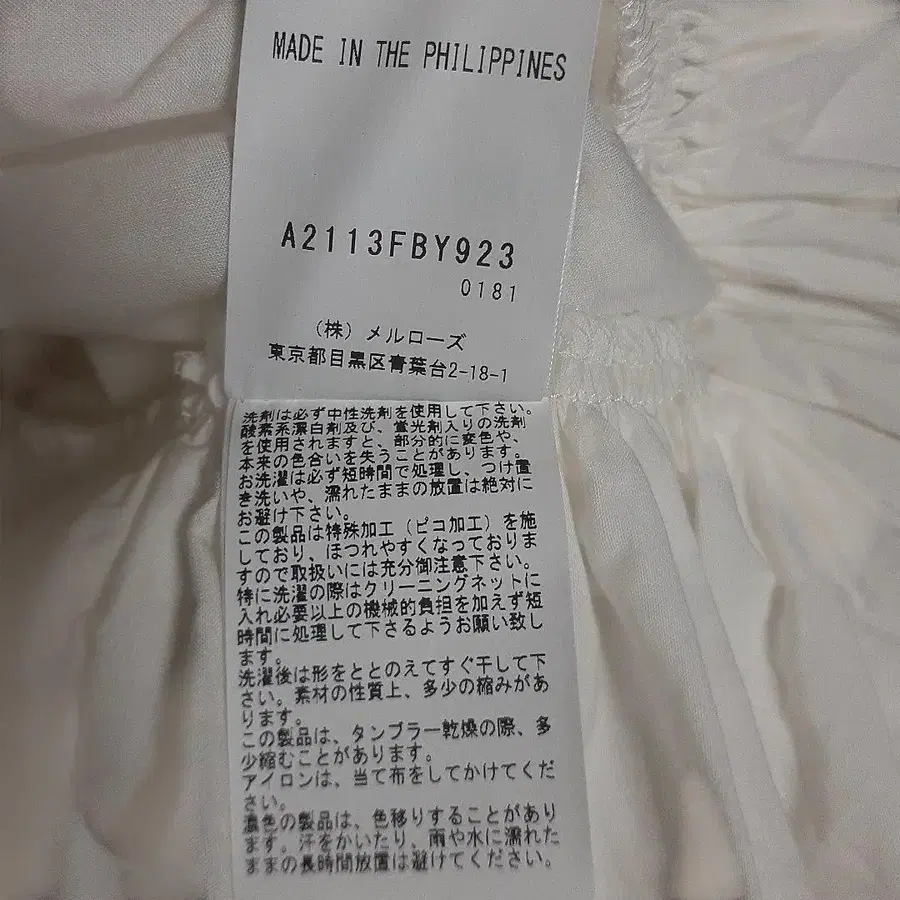 MADE IN THE PHILIPPINES
A2113FBY923
0181
（株）メルローズ
東京都目黒区青葉台2-18-1
洗剤は必ず中性洗剤を使用して下さい。
酸素系漂白剤及び、蛍光剤入りの洗剤
を使用されますと、部分的に変色や、
本来の色合いを失うことがあります。
お洗濯は必ず短時間で処理し、つけ置
き洗いや、濡れたままの放置は絶対に
お避け下さい。
この製品は特殊加工（ピコ加工）を施
しており、ほつれやすくなっておりま
すので取扱いには充分御注意下さい。
特に洗濯の際はクリーニングネットに
入れ必要以上の機械的負担を加えず短
時間に処理して下さるようお願い致し
ます。
洗濯後は形をととのえてすぐ干して下
さい。素材の性質上、多少の縮みがあ
ります。
この製品は、タンブラー乾燥の際、多
少縮むことがあります。
アイロンは、当て布をしてかけてくだ
さい。
濃色の製品は、色移りすることがあり
ます。汗をかいたり、雨や水に濡れた
ままの長時間放置は避けてください。